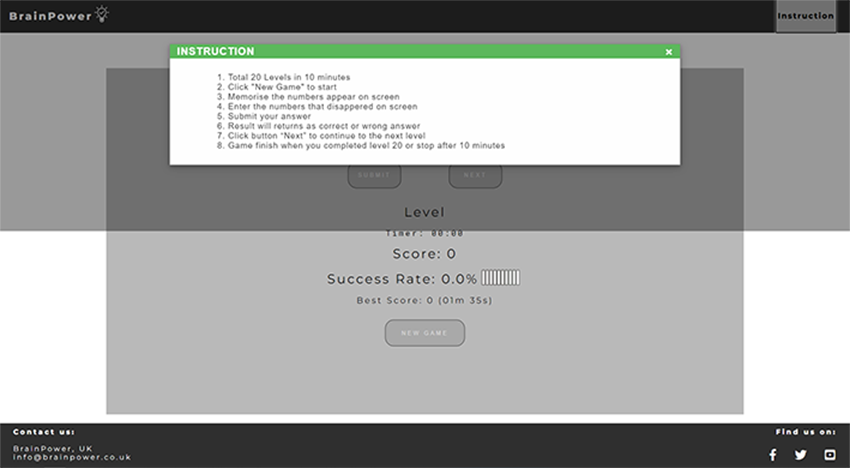 BrainPower
Instruction
INSTRUCTION
×
1. Total 20 Levels in 10 minutes
2. Click "New Game" to start
3. Memorise the numbers appear on screen
4. Enter the numbers that disappered on screen
5. Submit your answer
6. Result will returns as correct or wrong answer
7. Click button "Next" to continue to the next level
8. Game finish when you completed level 20 or stop after 10 minutes
SUBMIT
NEXT
Level
Timer: 00:00
Score: 0
Success Rate: 0.0%
Best Score: 0 (01m 35s)
NEW GAME
Contact us:
Find us on:
BrainPower, UK
info@brainpower.co.uk